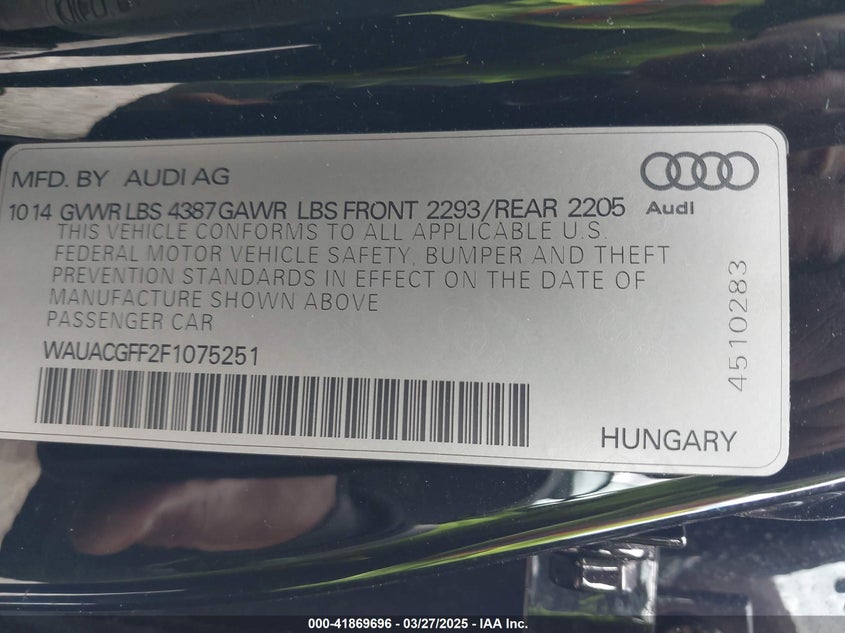 MFD. BY AUDI AG
Audi
1014 GVWR LBS 4387 GAWR LBS FRONT 2293/REAR 2205
THIS VEHICLE CONFORMS TO ALL APPLICABLE U.S.
FEDERAL MOTOR VEHICLE SAFETY, BUMPER AND THEFT
PREVENTION STANDARDS IN EFFECT ON THE DATE OF
MANUFACTURE SHOWN ABOVE
PASSENGER CAR
WAUACGFF2F1075251
4510283
HUNGARY
000-41869696 - 03/27/2025 - IAA Inc.